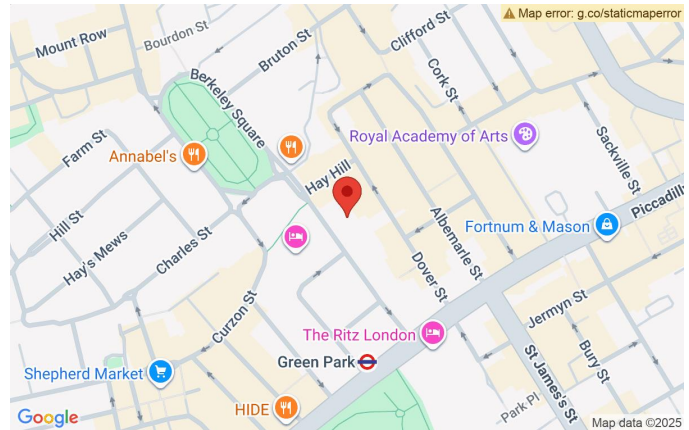 Map error: g.co/staticmaperror
Mount Row
Bourdon St
Bruton St
Clifford St
Cork St
Berkeley Square
Royal Academy of Arts
Sackville St
Farm St
Annabel's
Hay Hill
Albemarle St
Piccadilly
Hill St
Fortnum & Mason
Hay's Mews
Charles St
Dover St
Curzon St
Jermyn St
The Ritz London
Green Park
Bury St
St James's St
Shepherd Market
Park Pl
HIDE
Google
Map data ©2025